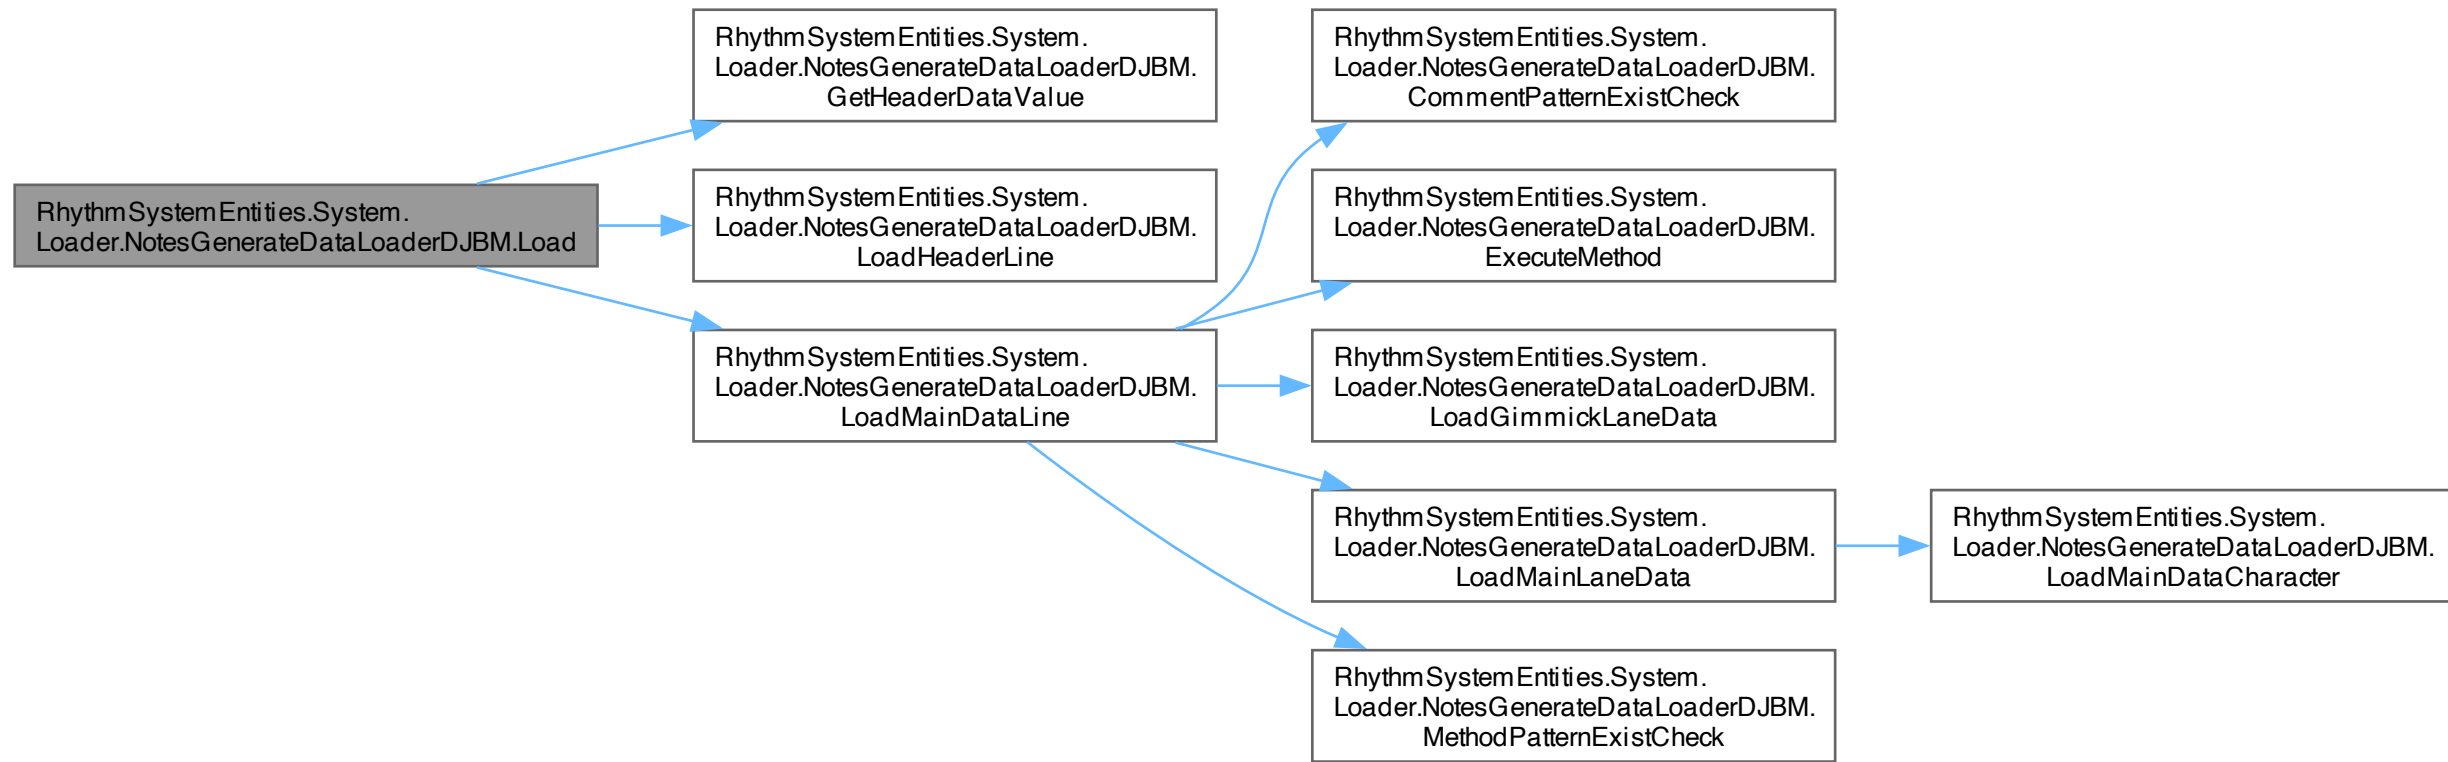 RhythmSystemEntities.System.
Loader.NotesGenerateDataLoaderDJBM.Load
RhythmSystemEntities.System.
Loader.NotesGenerateDataLoaderDJBM.
GetHeaderDataValue
RhythmSystemEntities.System.
Loader.NotesGenerateDataLoaderDJBM.
LoadHeaderLine
RhythmSystemEntities.System.
Loader.NotesGenerateDataLoaderDJBM.
LoadMainDataLine
RhythmSystemEntities.System.
Loader.NotesGenerateDataLoaderDJBM.
CommentPatternExistCheck
RhythmSystemEntities.System.
Loader.NotesGenerateDataLoaderDJBM.
ExecuteMethod
RhythmSystemEntities.System.
Loader.NotesGenerateDataLoaderDJBM.
LoadGimmickLaneData
RhythmSystemEntities.System.
Loader.NotesGenerateDataLoaderDJBM.
LoadMainLaneData
RhythmSystemEntities.System.
Loader.NotesGenerateDataLoaderDJBM.
MethodPatternExistCheck
RhythmSystemEntities.System.
Loader.NotesGenerateDataLoaderDJBM.
LoadMainDataCharacter